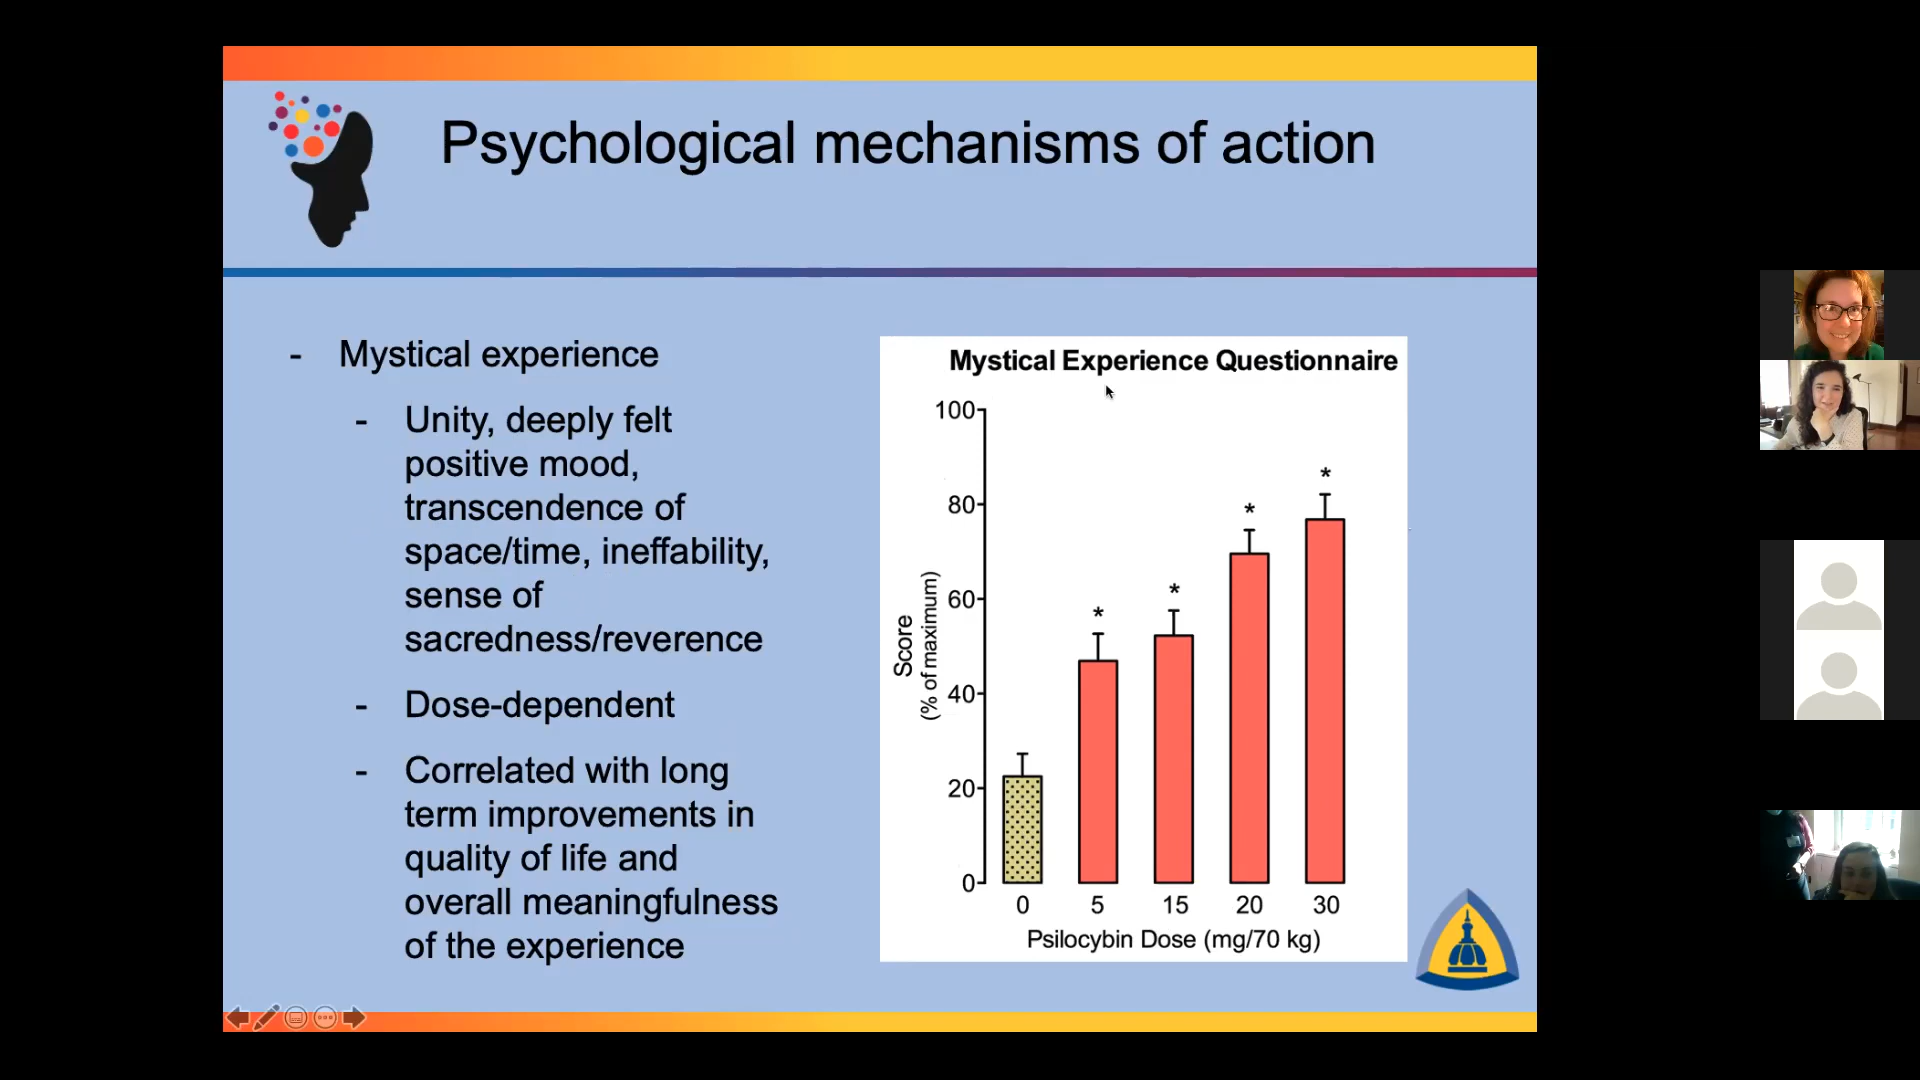 Psychological mechanisms of action
- Mystical experience
- Unity, deeply felt
positive mood,
transcendence of
space/time, ineffability,
sense of
sacredness/reverence
- Dose-dependent
- Correlated with long
term improvements in
quality of life and
overall meaningfulness
of the experience
Mystical Experience Questionnaire
Score
(% of maximum)
100
80
60
40
20
0
*
*
*
*
0 5 15 20 30
Psilocybin Dose (mg/70 kg)